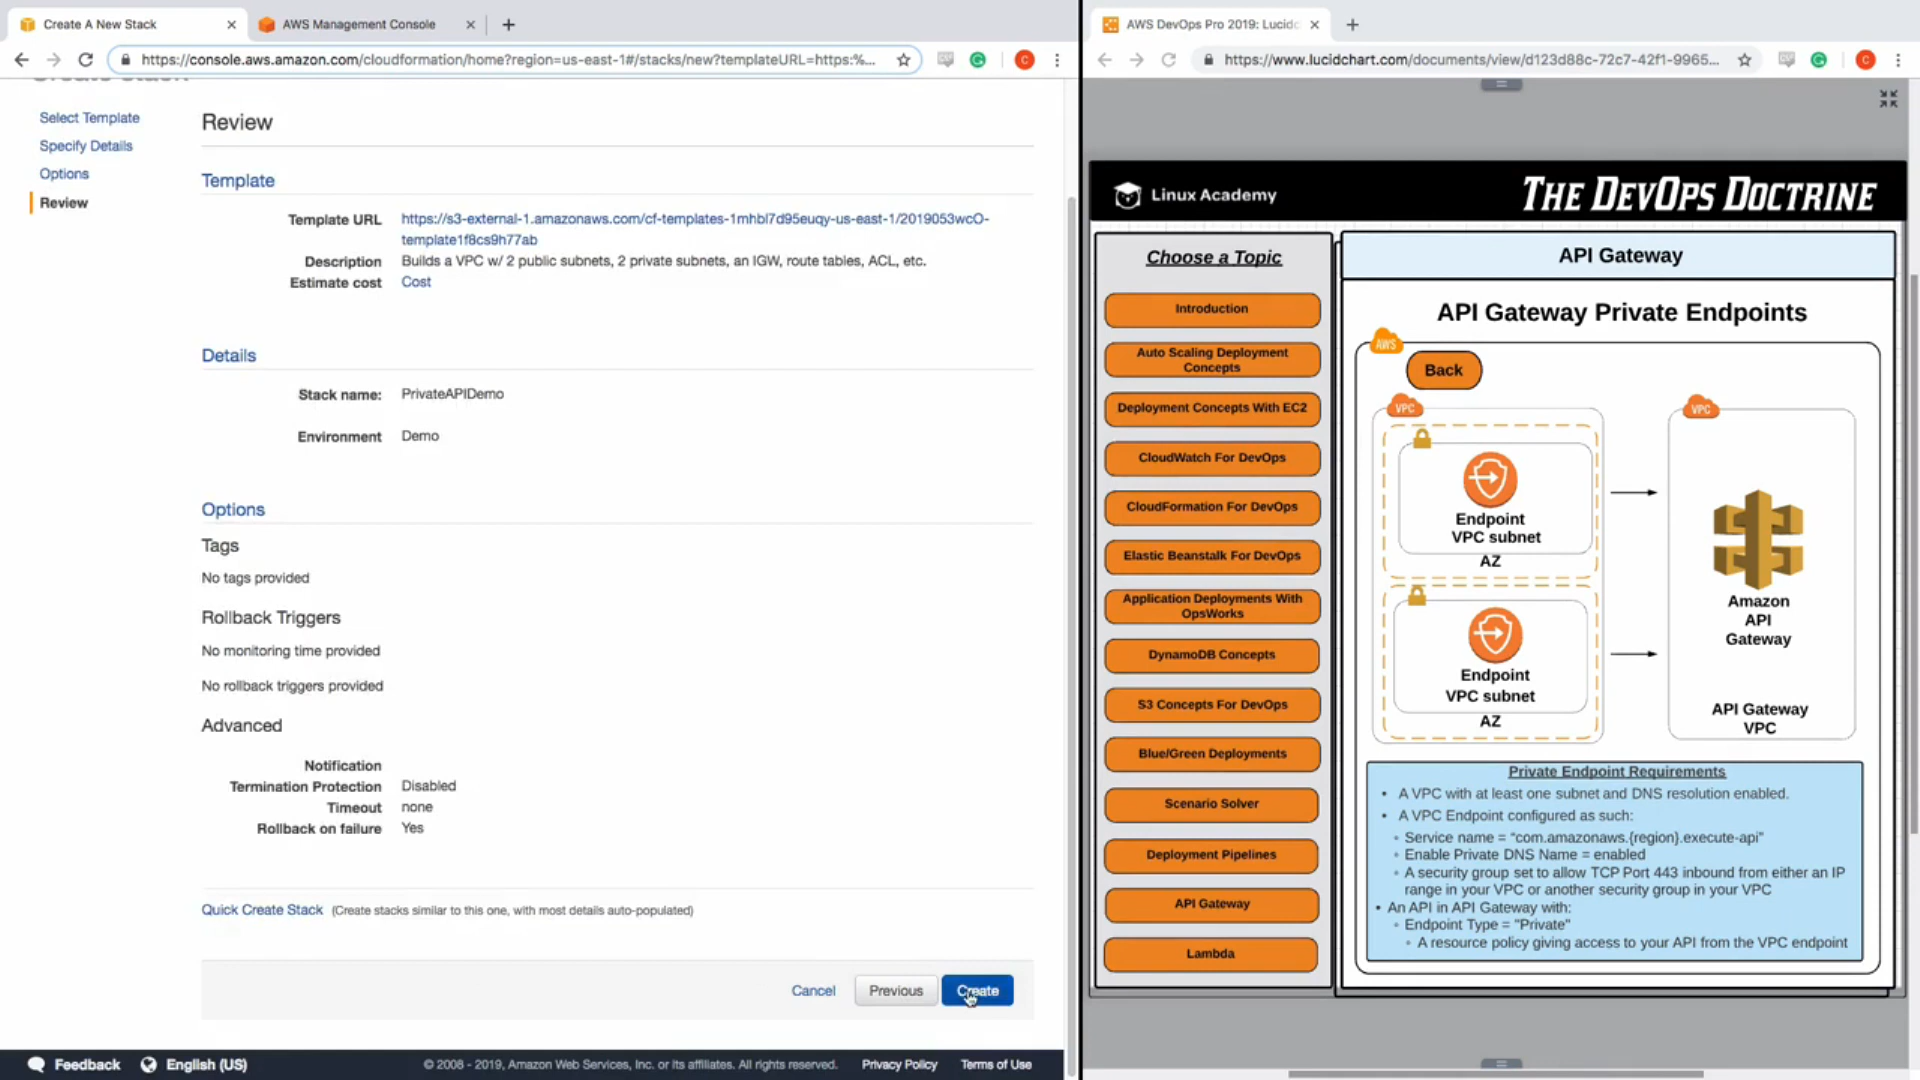 Create A New Stack
AWS Management Console
https://console.aws.amazon.com/cloudformation/home?region=us-east-1#/stacks/new?templateURL=https:%...
C
Select Template
Specify Details
Options
Review
Review
Template
Template URL
https://s3-external-1.amazonaws.com/cf-templates-1mhbl7d95euqy-us-east-1/2019053wcO-
template1f8cs9h77ab
Description
Builds a VPC w/ 2 public subnets, 2 private subnets, an IGW, route tables, ACL, etc.
Estimate cost
Cost
Details
Stack name:
PrivateAPIDemo
Environment
Demo
Options
Tags
No tags provided
Rollback Triggers
No monitoring time provided
No rollback triggers provided
Advanced
Notification
Termination Protection
Disabled
Timeout
none
Rollback on failure
Yes
Quick Create Stack (Create stacks similar to this one, with most details auto-populated)
Cancel
Previous
Create
Feedback
English (US)
© 2008 - 2019, Amazon Web Services, Inc. or its affiliates. All rights reserved.
Privacy Policy
Terms of Use
AWS DevOps Pro 2019: Lucidc
https://www.lucidchart.com/documents/view/d123d88c-72c7-42f1-9965...
C
Linux Academy
THE DEVOPS DOCTRINE
Choose a Topic
Introduction
Auto Scaling Deployment
Concepts
Deployment Concepts With EC2
CloudWatch For DevOps
CloudFormation For DevOps
Elastic Beanstalk For DevOps
Application Deployments With
OpsWorks
DynamoDB Concepts
S3 Concepts For DevOps
Blue/Green Deployments
Scenario Solver
Deployment Pipelines
API Gateway
Lambda
API Gateway
API Gateway Private Endpoints
AWS
Back
VPC
Endpoint
VPC subnet
AZ
Endpoint
VPC subnet
AZ
VPC
Amazon
API
Gateway
API Gateway
VPC
Private Endpoint Requirements
• A VPC with at least one subnet and DNS resolution enabled.
• A VPC Endpoint configured as such:
◦ Service name = "com.amazonaws.{region}.execute-api"
◦ Enable Private DNS Name = enabled
◦ A security group set to allow TCP Port 443 inbound from either an IP
range in your VPC or another security group in your VPC
• An API in API Gateway with:
◦ Endpoint Type = "Private"
◦ A resource policy giving access to your API from the VPC endpoint